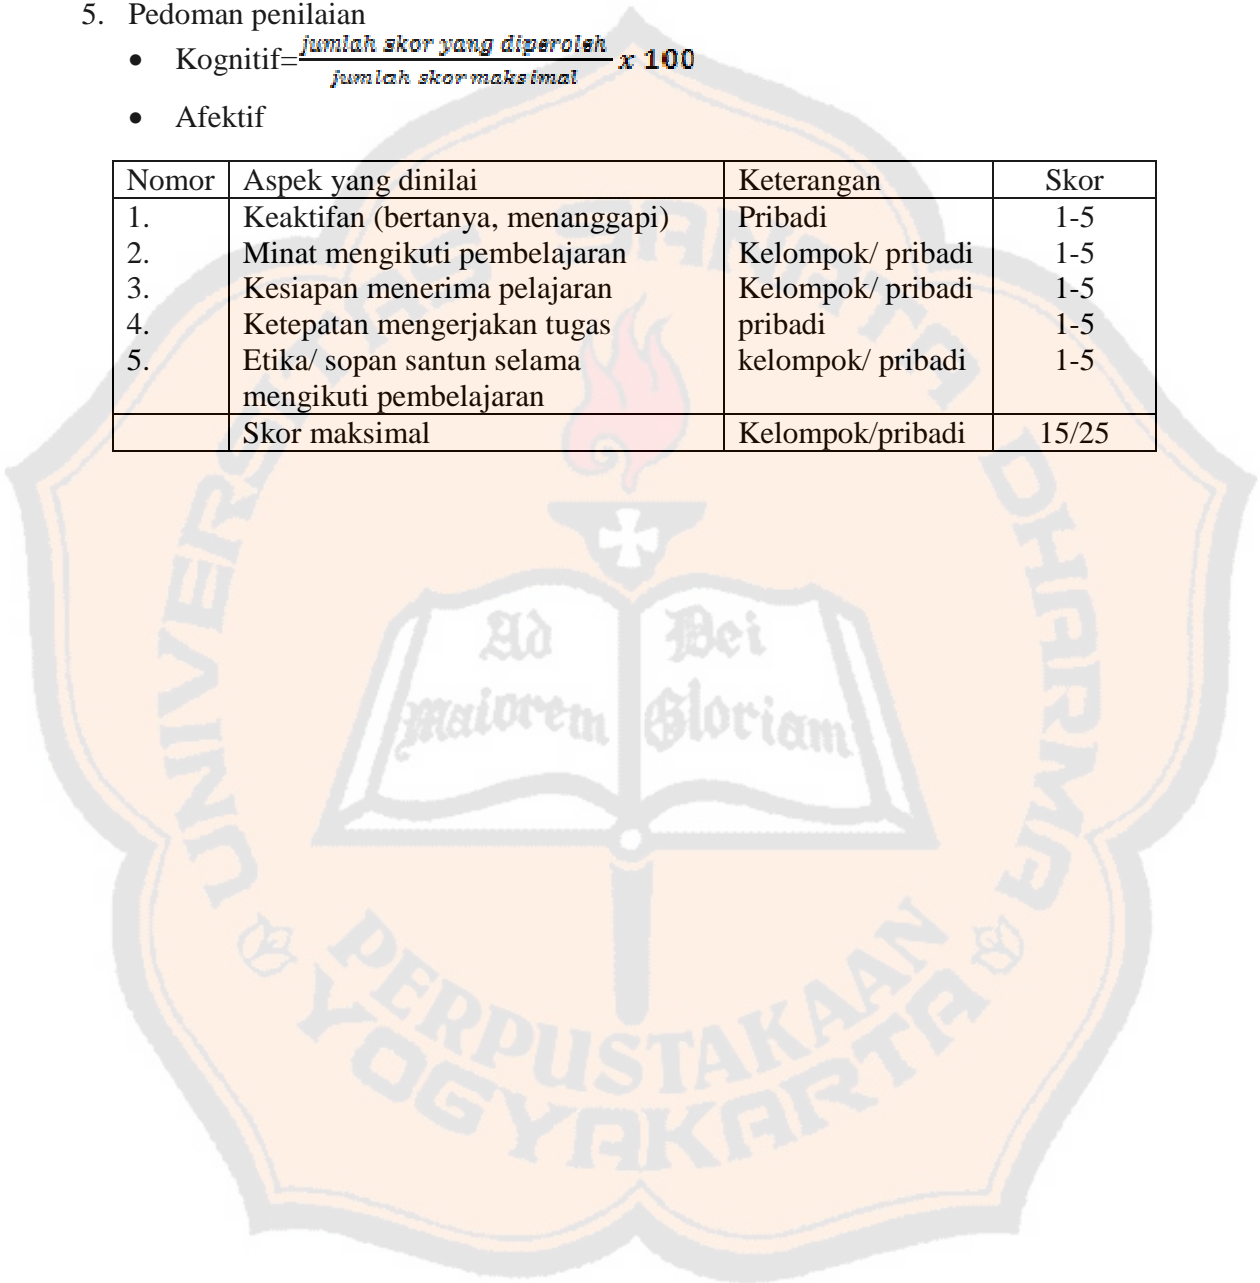 5. Pedoman penilaian
• Kognitif=jumlah skor yang diperoleh/jumlah skor maksimal x 100
• Afektif
Nomor Aspek yang dinilai Keterangan Skor
1. Keaktifan (bertanya, menanggapi) Pribadi 1-5
2. Minat mengikuti pembelajaran Kelompok/ pribadi 1-5
3. Kesiapan menerima pelajaran Kelompok/ pribadi 1-5
4. Ketepatan mengerjakan tugas pribadi 1-5
5. Etika/ sopan santun selama kelompok/ pribadi 1-5
mengikuti pembelajaran
Skor maksimal Kelompok/pribadi 15/25
UNIVERSITAS SANATA DHARMA
Ad Dei
maiorem Gloriam
PERPUSTAKAAN
YOGYAKARTA